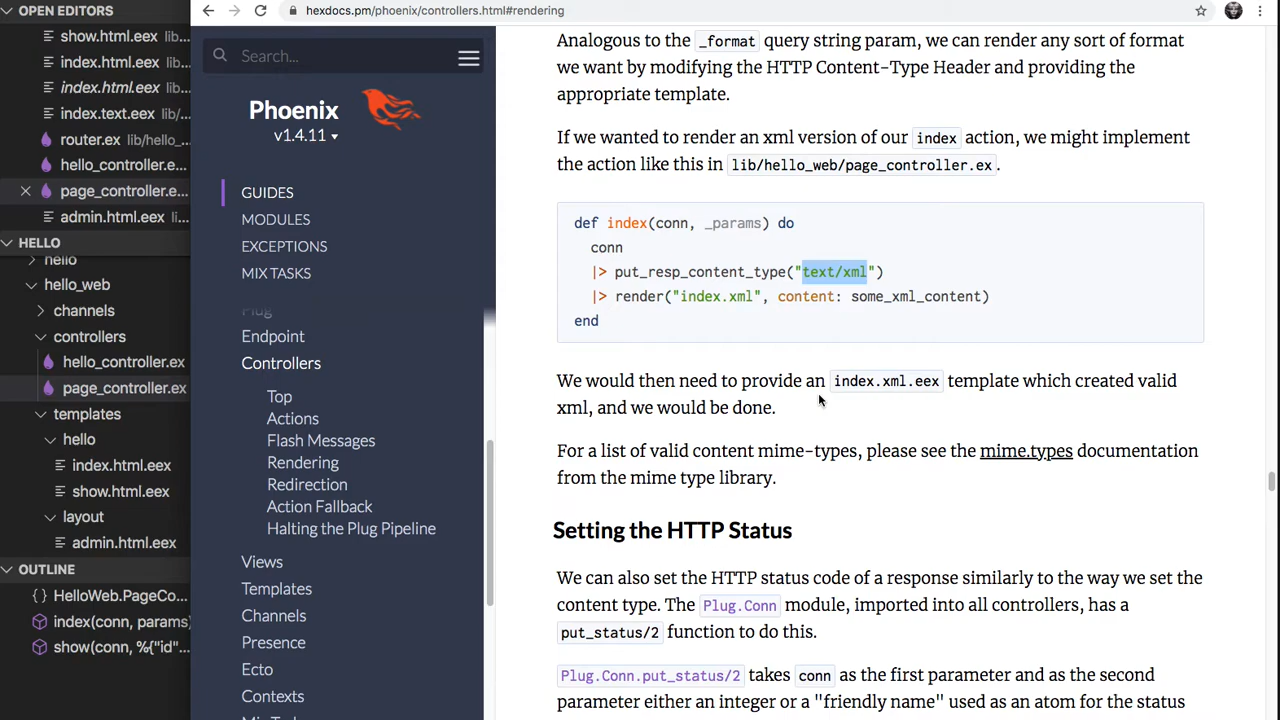 OPEN EDITORS
show.html.eex lib/...
index.html.eex lib...
index.html.eex lib...
index.text.eex lib/...
router.ex lib/hello_...
hello_controller.e...
page_controller.e...
admin.html.eex li...
HELLO
hello
hello_web
channels
controllers
hello_controller.ex
page_controller.ex
templates
hello
index.html.eex
show.html.eex
layout
admin.html.eex
OUTLINE
HelloWeb.PageCo...
index(conn, params)
show(conn, %{"id"
hexdocs.pm/phoenix/controllers.html#rendering
Search...
Phoenix
v1.4.11
GUIDES
MODULES
EXCEPTIONS
MIX TASKS
Plug
Endpoint
Controllers
Top
Actions
Flash Messages
Rendering
Redirection
Action Fallback
Halting the Plug Pipeline
Views
Templates
Channels
Presence
Ecto
Contexts
Analogous to the _format query string param, we can render any sort of format
we want by modifying the HTTP Content-Type Header and providing the
appropriate template.
If we wanted to render an xml version of our index action, we might implement
the action like this in lib/hello_web/page_controller.ex.
def index(conn, _params) do
conn
|> put_resp_content_type("text/xml")
|> render("index.xml", content: some_xml_content)
end
We would then need to provide an index.xml.eex template which created valid
xml, and we would be done.
For a list of valid content mime-types, please see the mime.types documentation
from the mime type library.
Setting the HTTP Status
We can also set the HTTP status code of a response similarly to the way we set the
content type. The Plug.Conn module, imported into all controllers, has a
put_status/2 function to do this.
Plug.Conn.put_status/2 takes conn as the first parameter and as the second
parameter either an integer or a "friendly name" used as an atom for the status